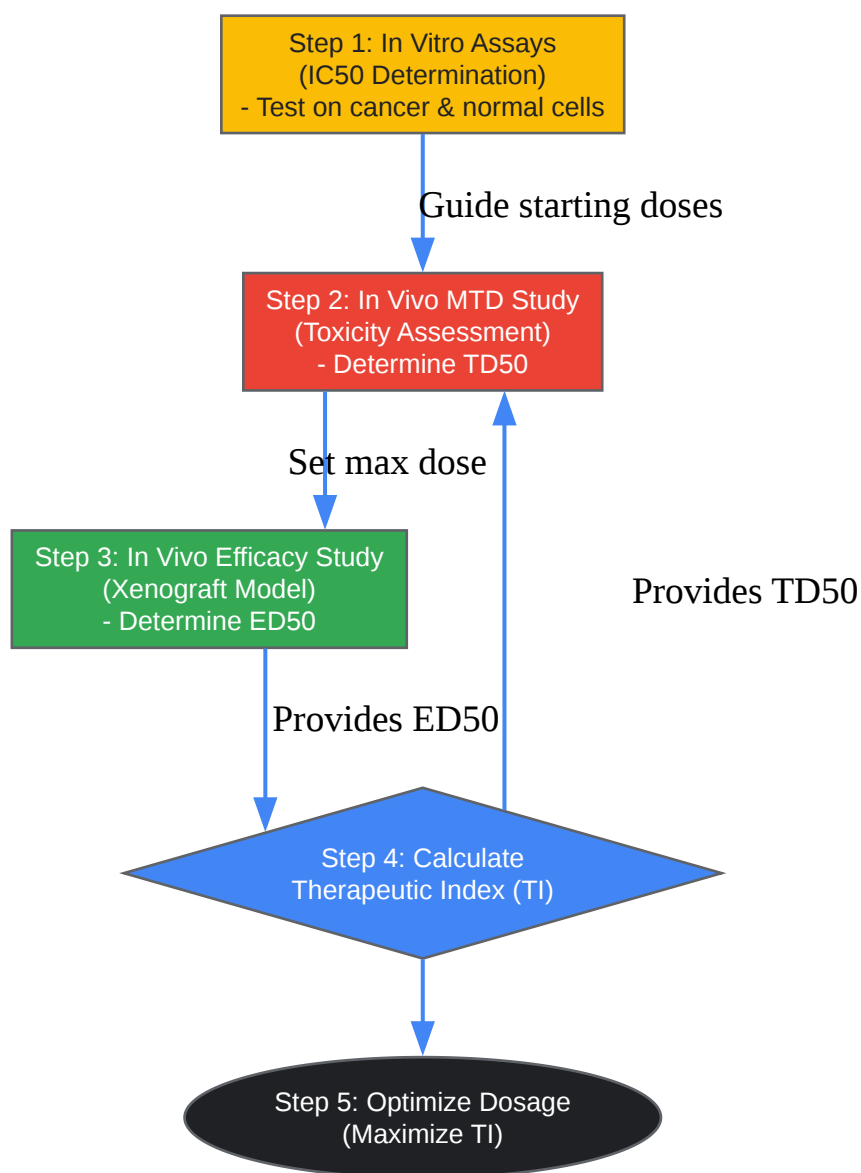 Step 1: In Vitro Assays
(IC50 Determination)
- Test on cancer & normal cells
Guide starting doses
Step 2: In Vivo MTD Study
(Toxicity Assessment)
- Determine TD50
Set max dose
Step 3: In Vivo Efficacy Study
(Xenograft Model)
- Determine ED50
Provides TD50
Provides ED50
Step 4: Calculate
Therapeutic Index (TI)
Step 5: Optimize Dosage
(Maximize TI)